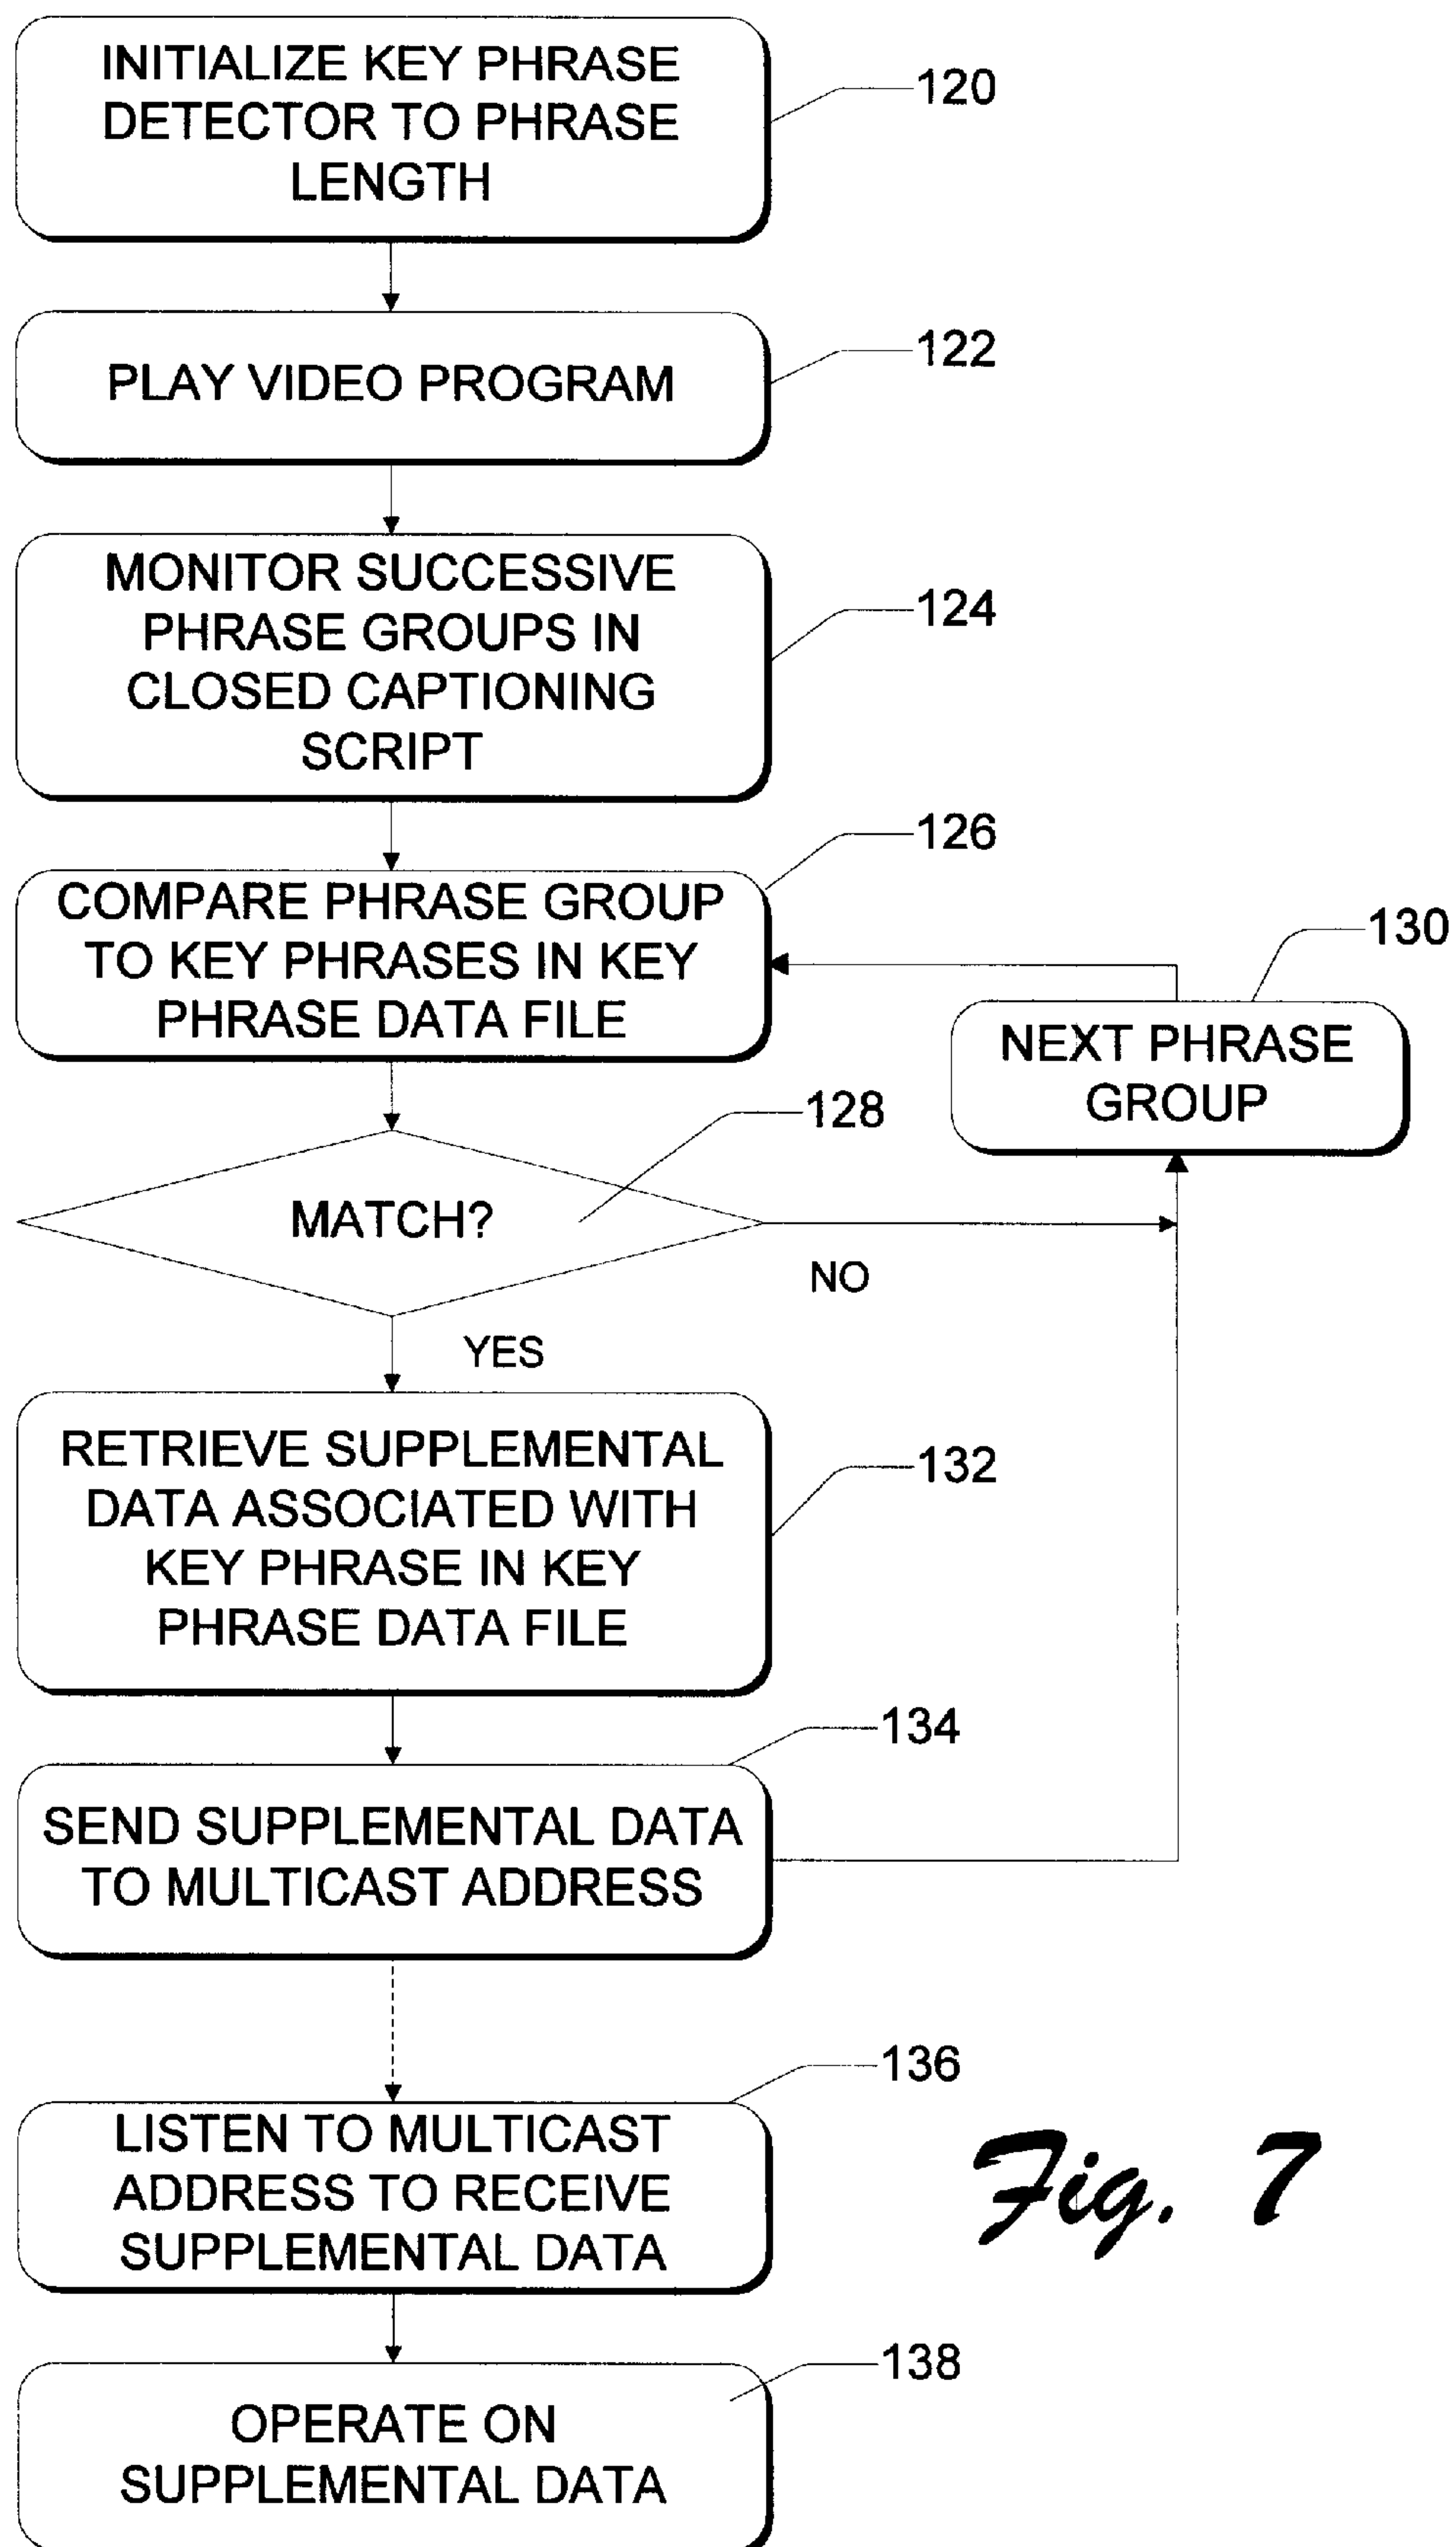 INITIALIZE KEY PHRASE
DETECTOR TO PHRASE
LENGTH
120
PLAY VIDEO PROGRAM
122
MONITOR SUCCESSIVE
PHRASE GROUPS IN
CLOSED CAPTIONING
SCRIPT
124
COMPARE PHRASE GROUP
TO KEY PHRASES IN KEY
PHRASE DATA FILE
126
NEXT PHRASE
GROUP
130
MATCH?
128
NO
YES
RETRIEVE SUPPLEMENTAL
DATA ASSOCIATED WITH
KEY PHRASE IN KEY
PHRASE DATA FILE
132
SEND SUPPLEMENTAL DATA
TO MULTICAST ADDRESS
134
LISTEN TO MULTICAST
ADDRESS TO RECEIVE
SUPPLEMENTAL DATA
136
OPERATE ON
SUPPLEMENTAL DATA
138
Fig. 7